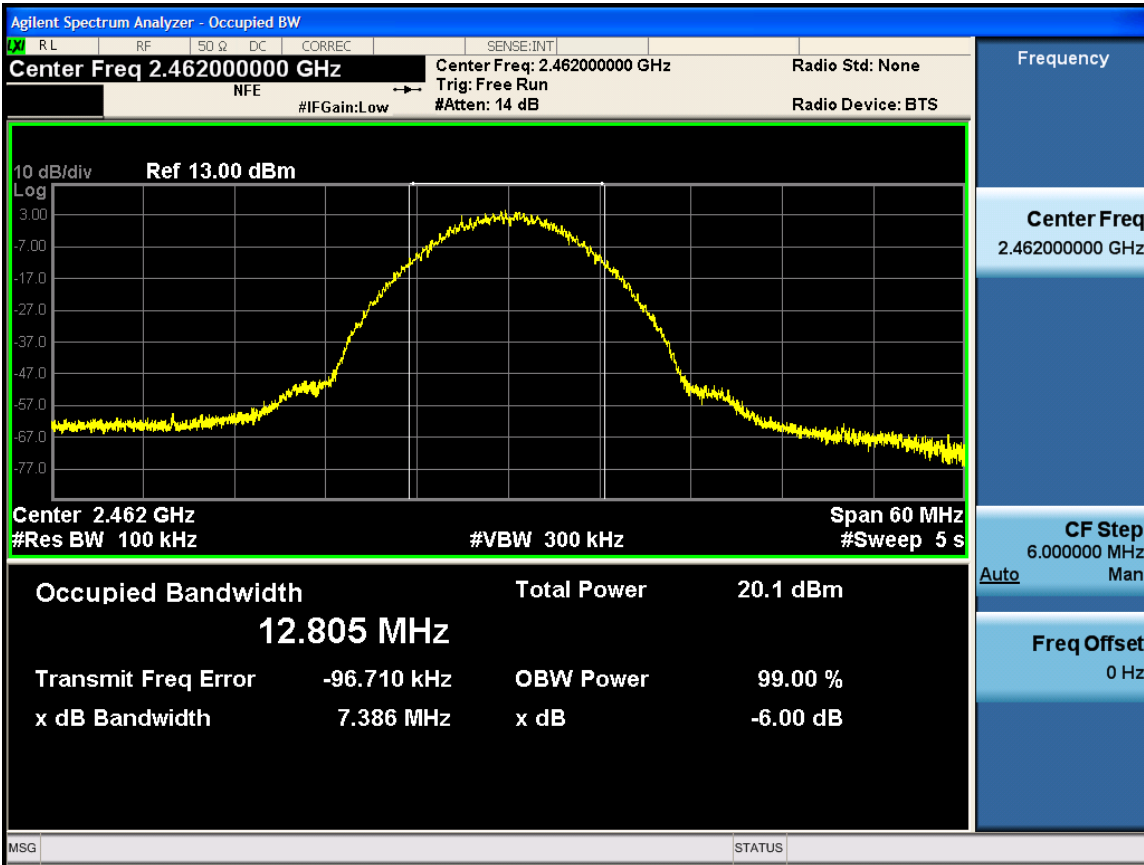 Agilent Spectrum Analyzer - Occupied BW
LXI RL RF 50 Ω DC CORREC SENSE:INT
Center Freq 2.462000000 GHz
NFE
#IFGain:Low
Center Freq: 2.462000000 GHz
Trig: Free Run
#Atten: 14 dB
Radio Std: None
Radio Device: BTS
10 dB/div Ref 13.00 dBm
Log
3.00
-7.00
-17.0
-27.0
-37.0
-47.0
-57.0
-67.0
-77.0
Center 2.462 GHz Span 60 MHz
#Res BW 100 kHz #VBW 300 kHz #Sweep 5 s
Occupied Bandwidth Total Power 20.1 dBm
12.805 MHz
Transmit Freq Error -96.710 kHz OBW Power 99.00 %
x dB Bandwidth 7.386 MHz x dB -6.00 dB
MSG STATUS
Frequency
Center Freq
2.462000000 GHz
CF Step
6.000000 MHz
Auto Man
Freq Offset
0 Hz